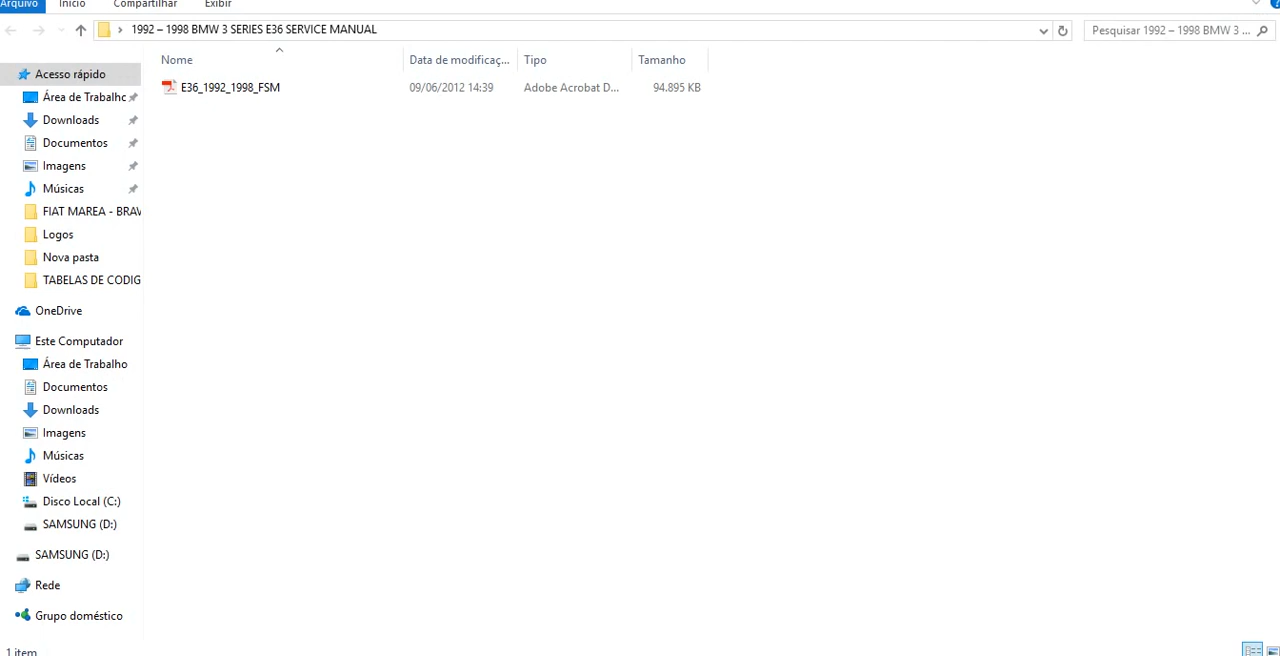 Arquivo Início Compartilhar Exibir
1992 – 1998 BMW 3 SERIES E36 SERVICE MANUAL
Pesquisar 1992 – 1998 BMW 3 ...
Nome Data de modificaç... Tipo Tamanho
E36_1992_1998_FSM 09/06/2012 14:39 Adobe Acrobat D... 94.895 KB
Acesso rápido
Área de Trabalho
Downloads
Documentos
Imagens
Músicas
FIAT MAREA - BRAV
Logos
Nova pasta
TABELAS DE CODIG
OneDrive
Este Computador
Área de Trabalho
Documentos
Downloads
Imagens
Músicas
Vídeos
Disco Local (C:)
SAMSUNG (D:)
SAMSUNG (D:)
Rede
Grupo doméstico
1 item